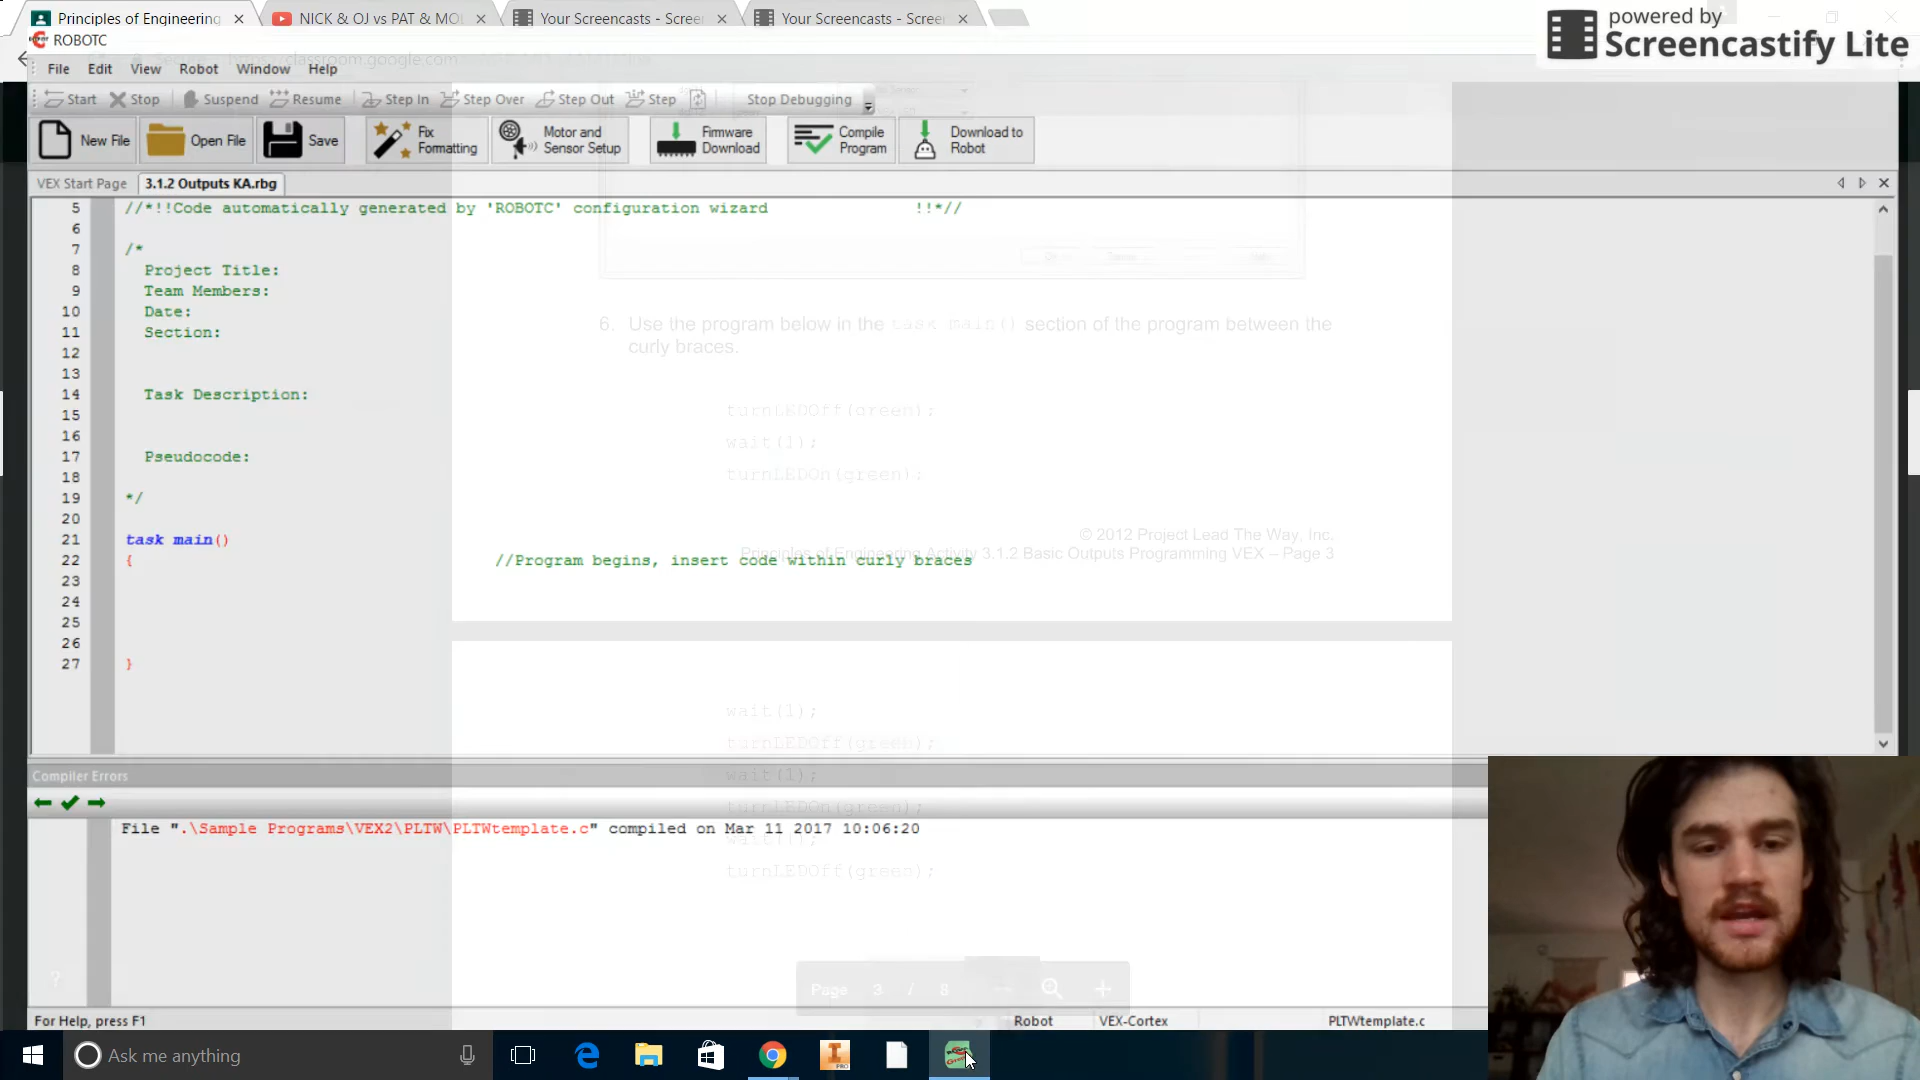 Principles of Engineering
NICK & OJ vs PAT & MOL
Your Screencasts - Scree
Your Screencasts - Scree
powered by
Screencastify Lite
ROBOTC
classroom.google.com
File Edit View Robot Window Help
Start Stop Suspend Resume Step In Step Over Step Out Step Stop Debugging
New File Open File Save Fix Formatting Motor and Sensor Setup Firmware Download Compile Program Download to Robot
VEX Start Page 3.1.2 Outputs KA.rbg
5 //*!!Code automatically generated by 'ROBOTC' configuration wizard !!*//
6
7 /*
8 Project Title:
9 Team Members:
10 Date:
11 Section:
12
13
14 Task Description:
15
16
17 Pseudocode:
18
19 */
20
21 task main()
22 { //Program begins, insert code within curly braces
23
24
25
26
27 }
6. Use the program below in the task main() section of the program between the
curly braces.
turnLEDOff(green);
wait(1);
turnLEDOn(green);
© 2012 Project Lead The Way, Inc.
Principles of Engineering Activity 3.1.2 Basic Outputs Programming VEX – Page 3
wait(1);
turnLEDOff(green);
wait(1);
turnLEDOn(green);
wait(1);
turnLEDOff(green);
Compiler Errors
File ".\Sample Programs\VEX2\PLTW\PLTWtemplate.c" compiled on Mar 11 2017 10:06:20
Page 3 / 8
For Help, press F1
Robot VEX-Cortex PLTWtemplate.c
Ask me anything